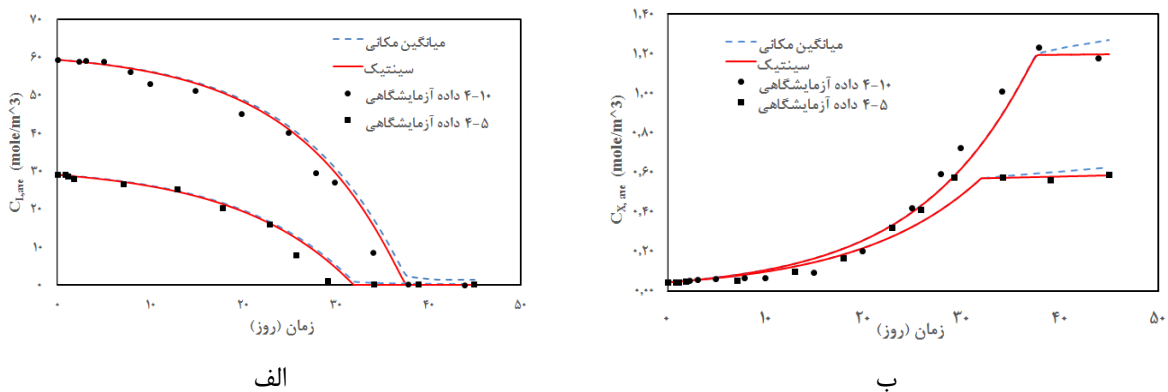 ۷۰
۶۰
۵۰
۴۰
۳۰
۲۰
۱۰
۰
C_I,ave (mole/m^3)
میانگین مکانی
سینتیک
۴-۱۰ داده آزمایشگاهی
۴-۵ داده آزمایشگاهی
۰ ۱۰ ۲۰ ۳۰ ۴۰ ۵۰
زمان (روز)
الف
۱,۴۰
۱,۲۰
۱,۰۰
۰,۸۰
۰,۶۰
۰,۴۰
۰,۲۰
۰,۰۰
C_X, ave (mole/m^3)
میانگین مکانی
سینتیک
۴-۱۰ داده آزمایشگاهی
۴-۵ داده آزمایشگاهی
۰ ۱۰ ۲۰ ۳۰ ۴۰ ۵۰
زمان (روز)
ب